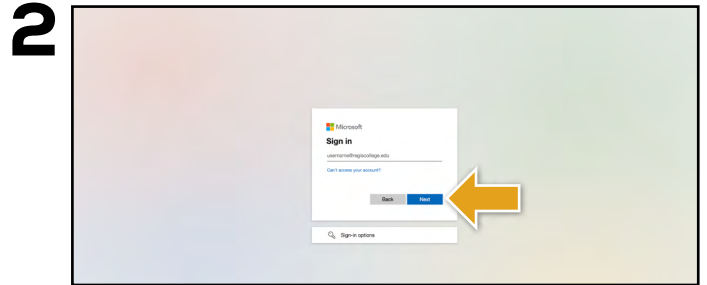 2
Microsoft
Sign in
username@regiscollege.edu
Can't access your account?
Back Next
Sign-in options